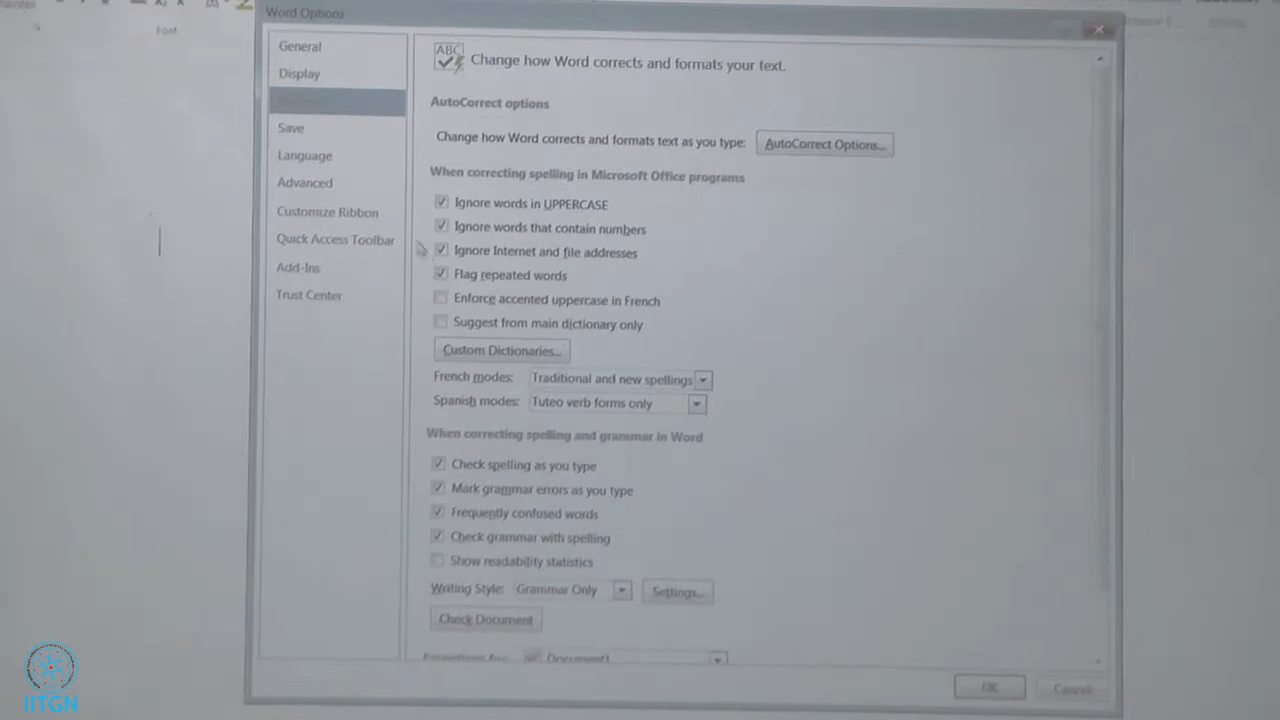 Word Options
Font
General
Display
Save
Language
Advanced
Customize Ribbon
Quick Access Toolbar
Add-Ins
Trust Center
ABC
Change how Word corrects and formats your text.
AutoCorrect options
Change how Word corrects and formats text as you type:
AutoCorrect Options...
When correcting spelling in Microsoft Office programs
Ignore words in UPPERCASE
Ignore words that contain numbers
Ignore Internet and file addresses
Flag repeated words
Enforce accented uppercase in French
Suggest from main dictionary only
Custom Dictionaries...
French modes: Traditional and new spellings
Spanish modes: Tuteo verb forms only
When correcting spelling and grammar in Word
Check spelling as you type
Mark grammar errors as you type
Frequently confused words
Check grammar with spelling
Show readability statistics
Writing Style: Grammar Only Settings...
Check Document
Document1
OK Cancel
IITGN